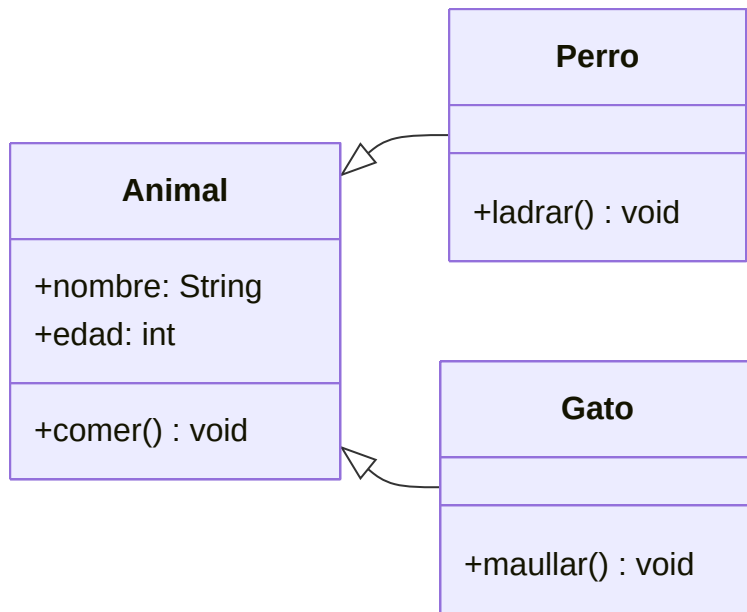 Animal
+nombre: String
+edad: int
+comer() : void
Perro
+ladrar() : void
Gato
+maullar() : void